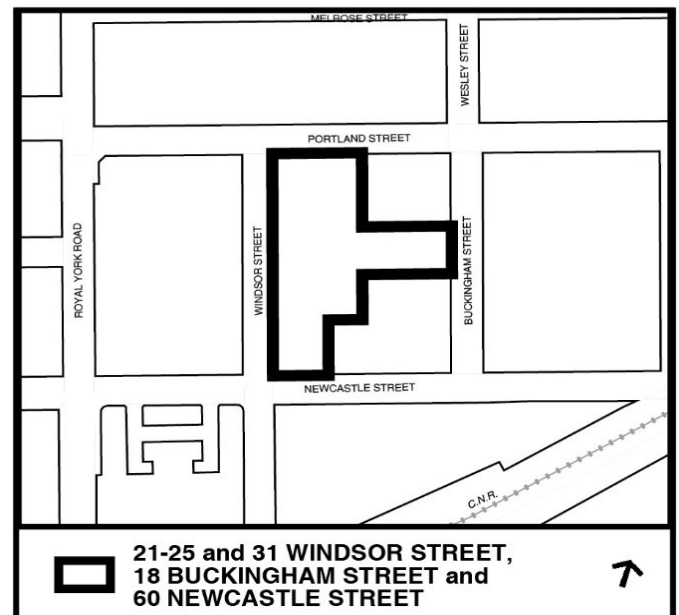 MELROSE STREET
WESLEY STREET
PORTLAND STREET
ROYAL YORK ROAD
WINDSOR STREET
BUCKINGHAM STREET
NEWCASTLE STREET
C.N.R.
21-25 and 31 WINDSOR STREET,
18 BUCKINGHAM STREET and
60 NEWCASTLE STREET